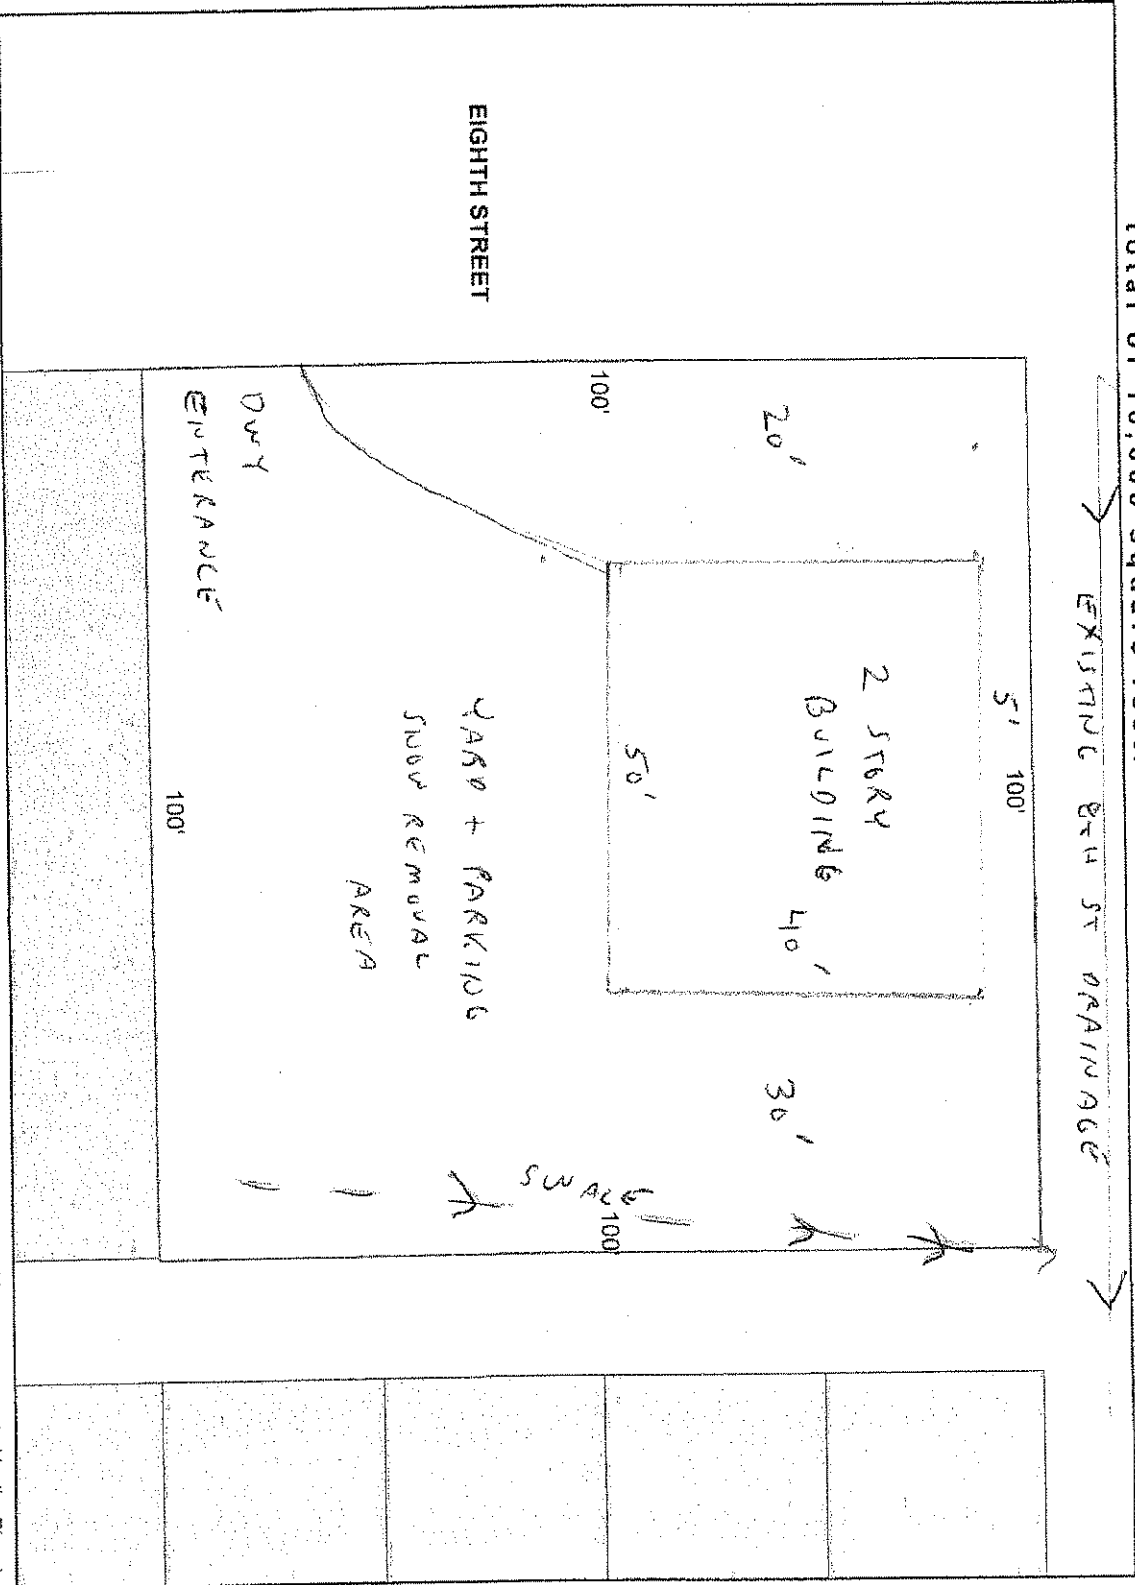 EXISTING 8TH ST DRAINAGE
5'
100'
20'
2 STORY
BUILDING
40'
30'
50'
100'
100'
SWALE
EIGHTH STREET
YARD + PARKING
SNOW REMOVAL
AREA
DWY
ENTERANCE
100'